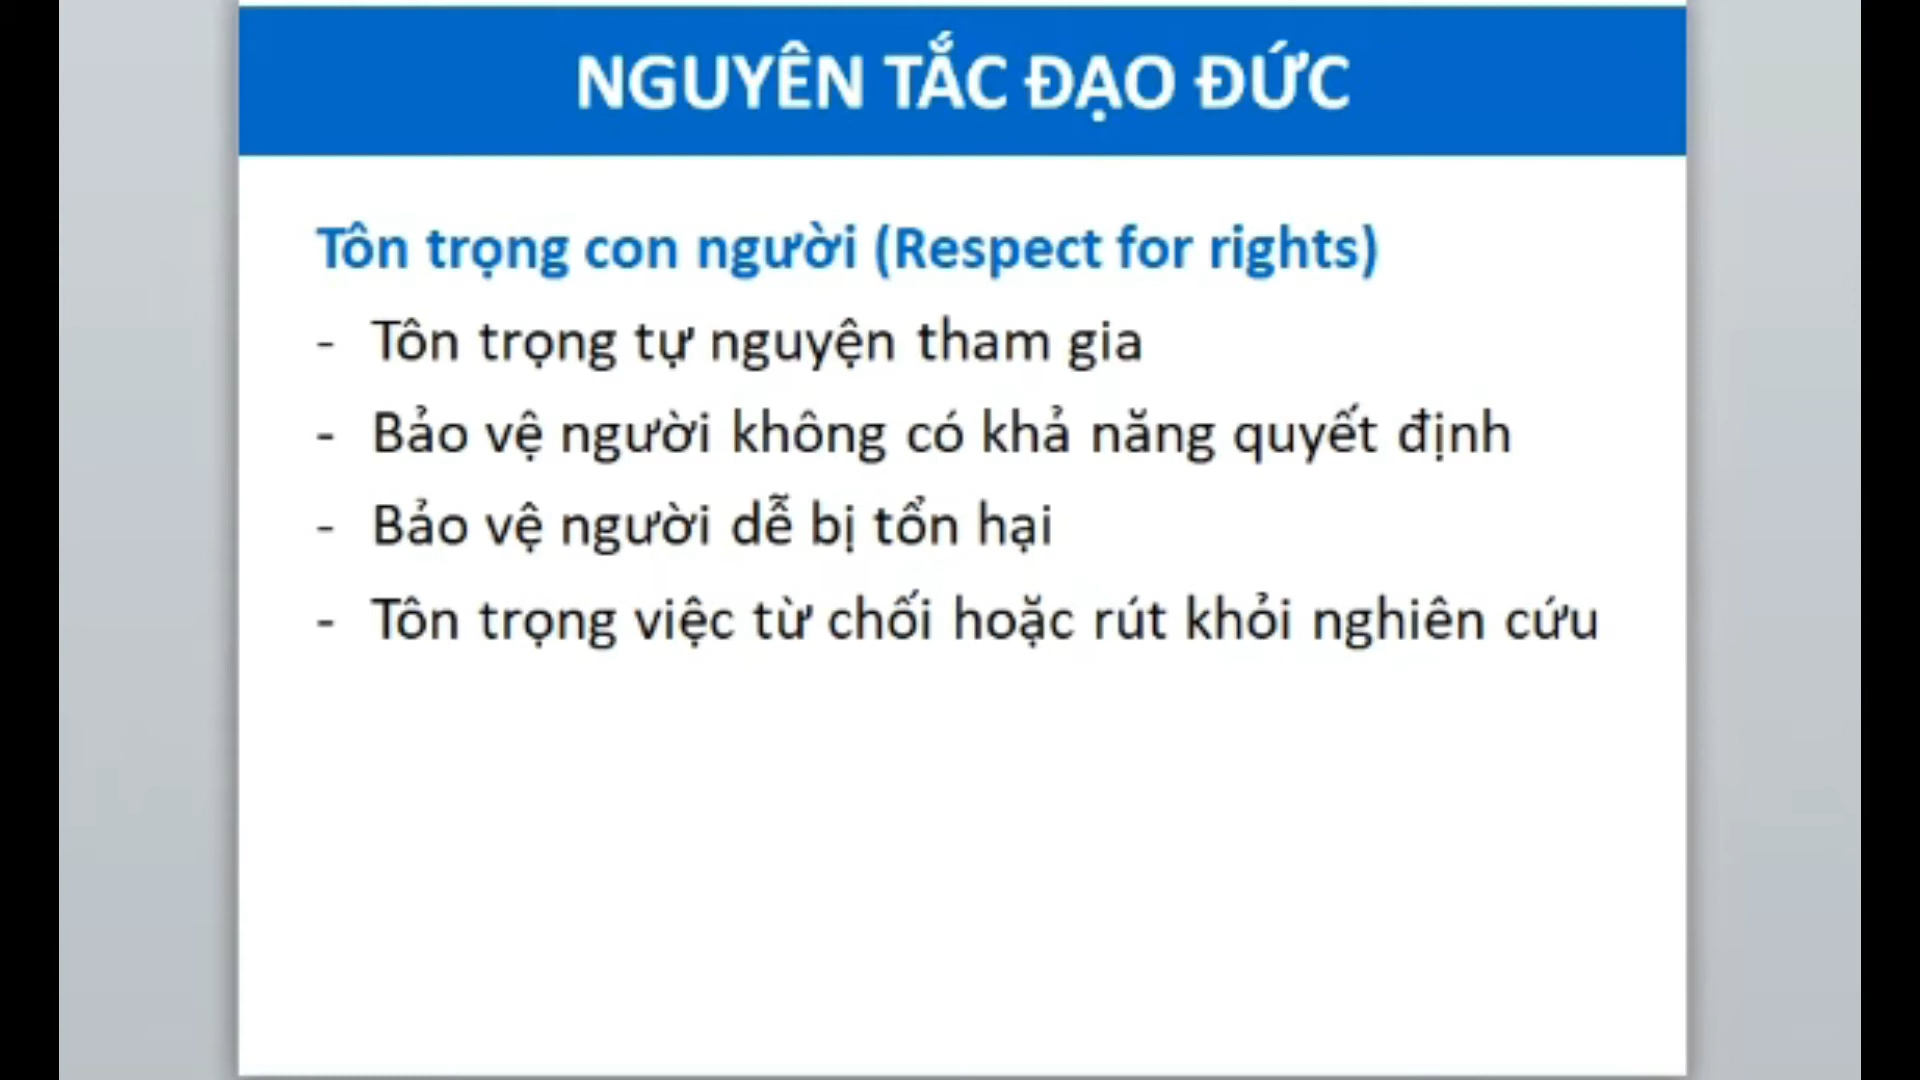 NGUYÊN TẮC ĐẠO ĐỨC
Tôn trọng con người (Respect for rights)
- Tôn trọng tự nguyện tham gia
- Bảo vệ người không có khả năng quyết định
- Bảo vệ người dễ bị tổn hại
- Tôn trọng việc từ chối hoặc rút khỏi nghiên cứu